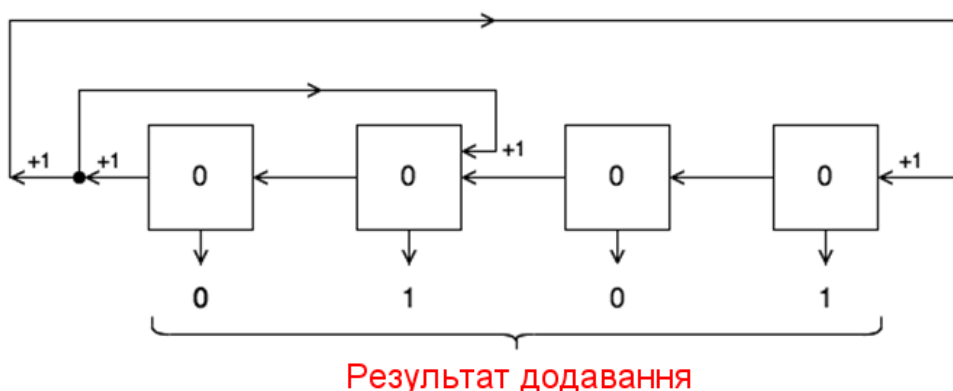 +1 +1 +1 +1
0 0 0 0
0 1 0 1
Результат додавання